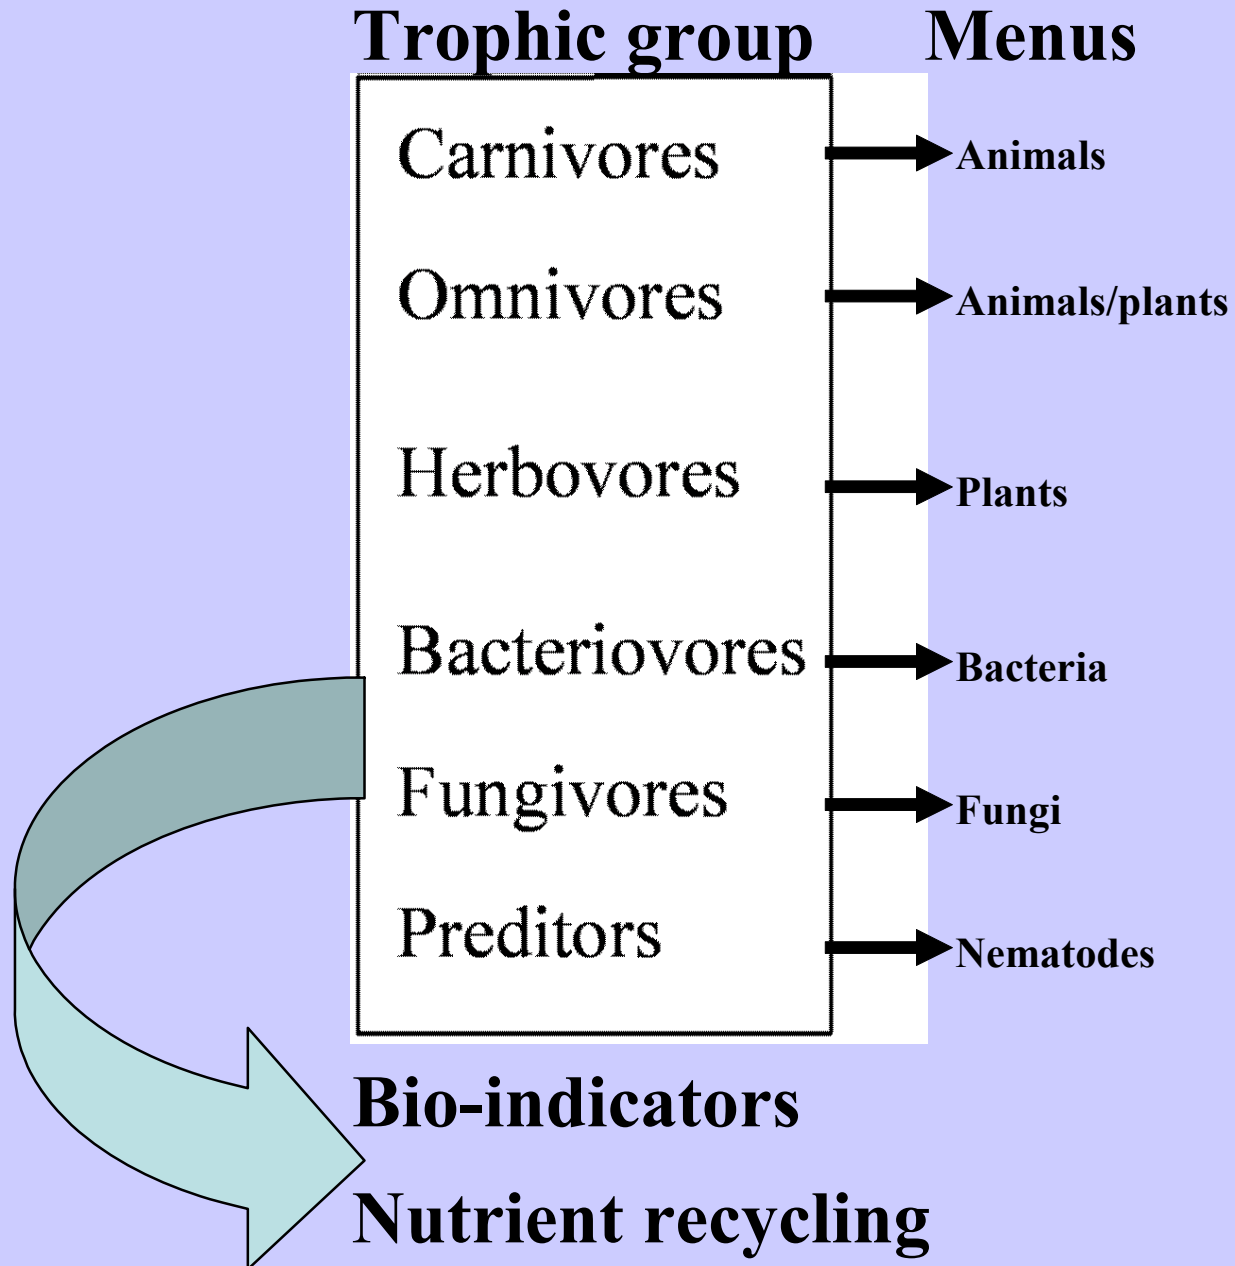 Trophic group Menus
Carnivores Animals
Omnivores Animals/plants
Herbovores Plants
Bacteriovores Bacteria
Fungivores Fungi
Preditors Nematodes
Bio-indicators
Nutrient recycling